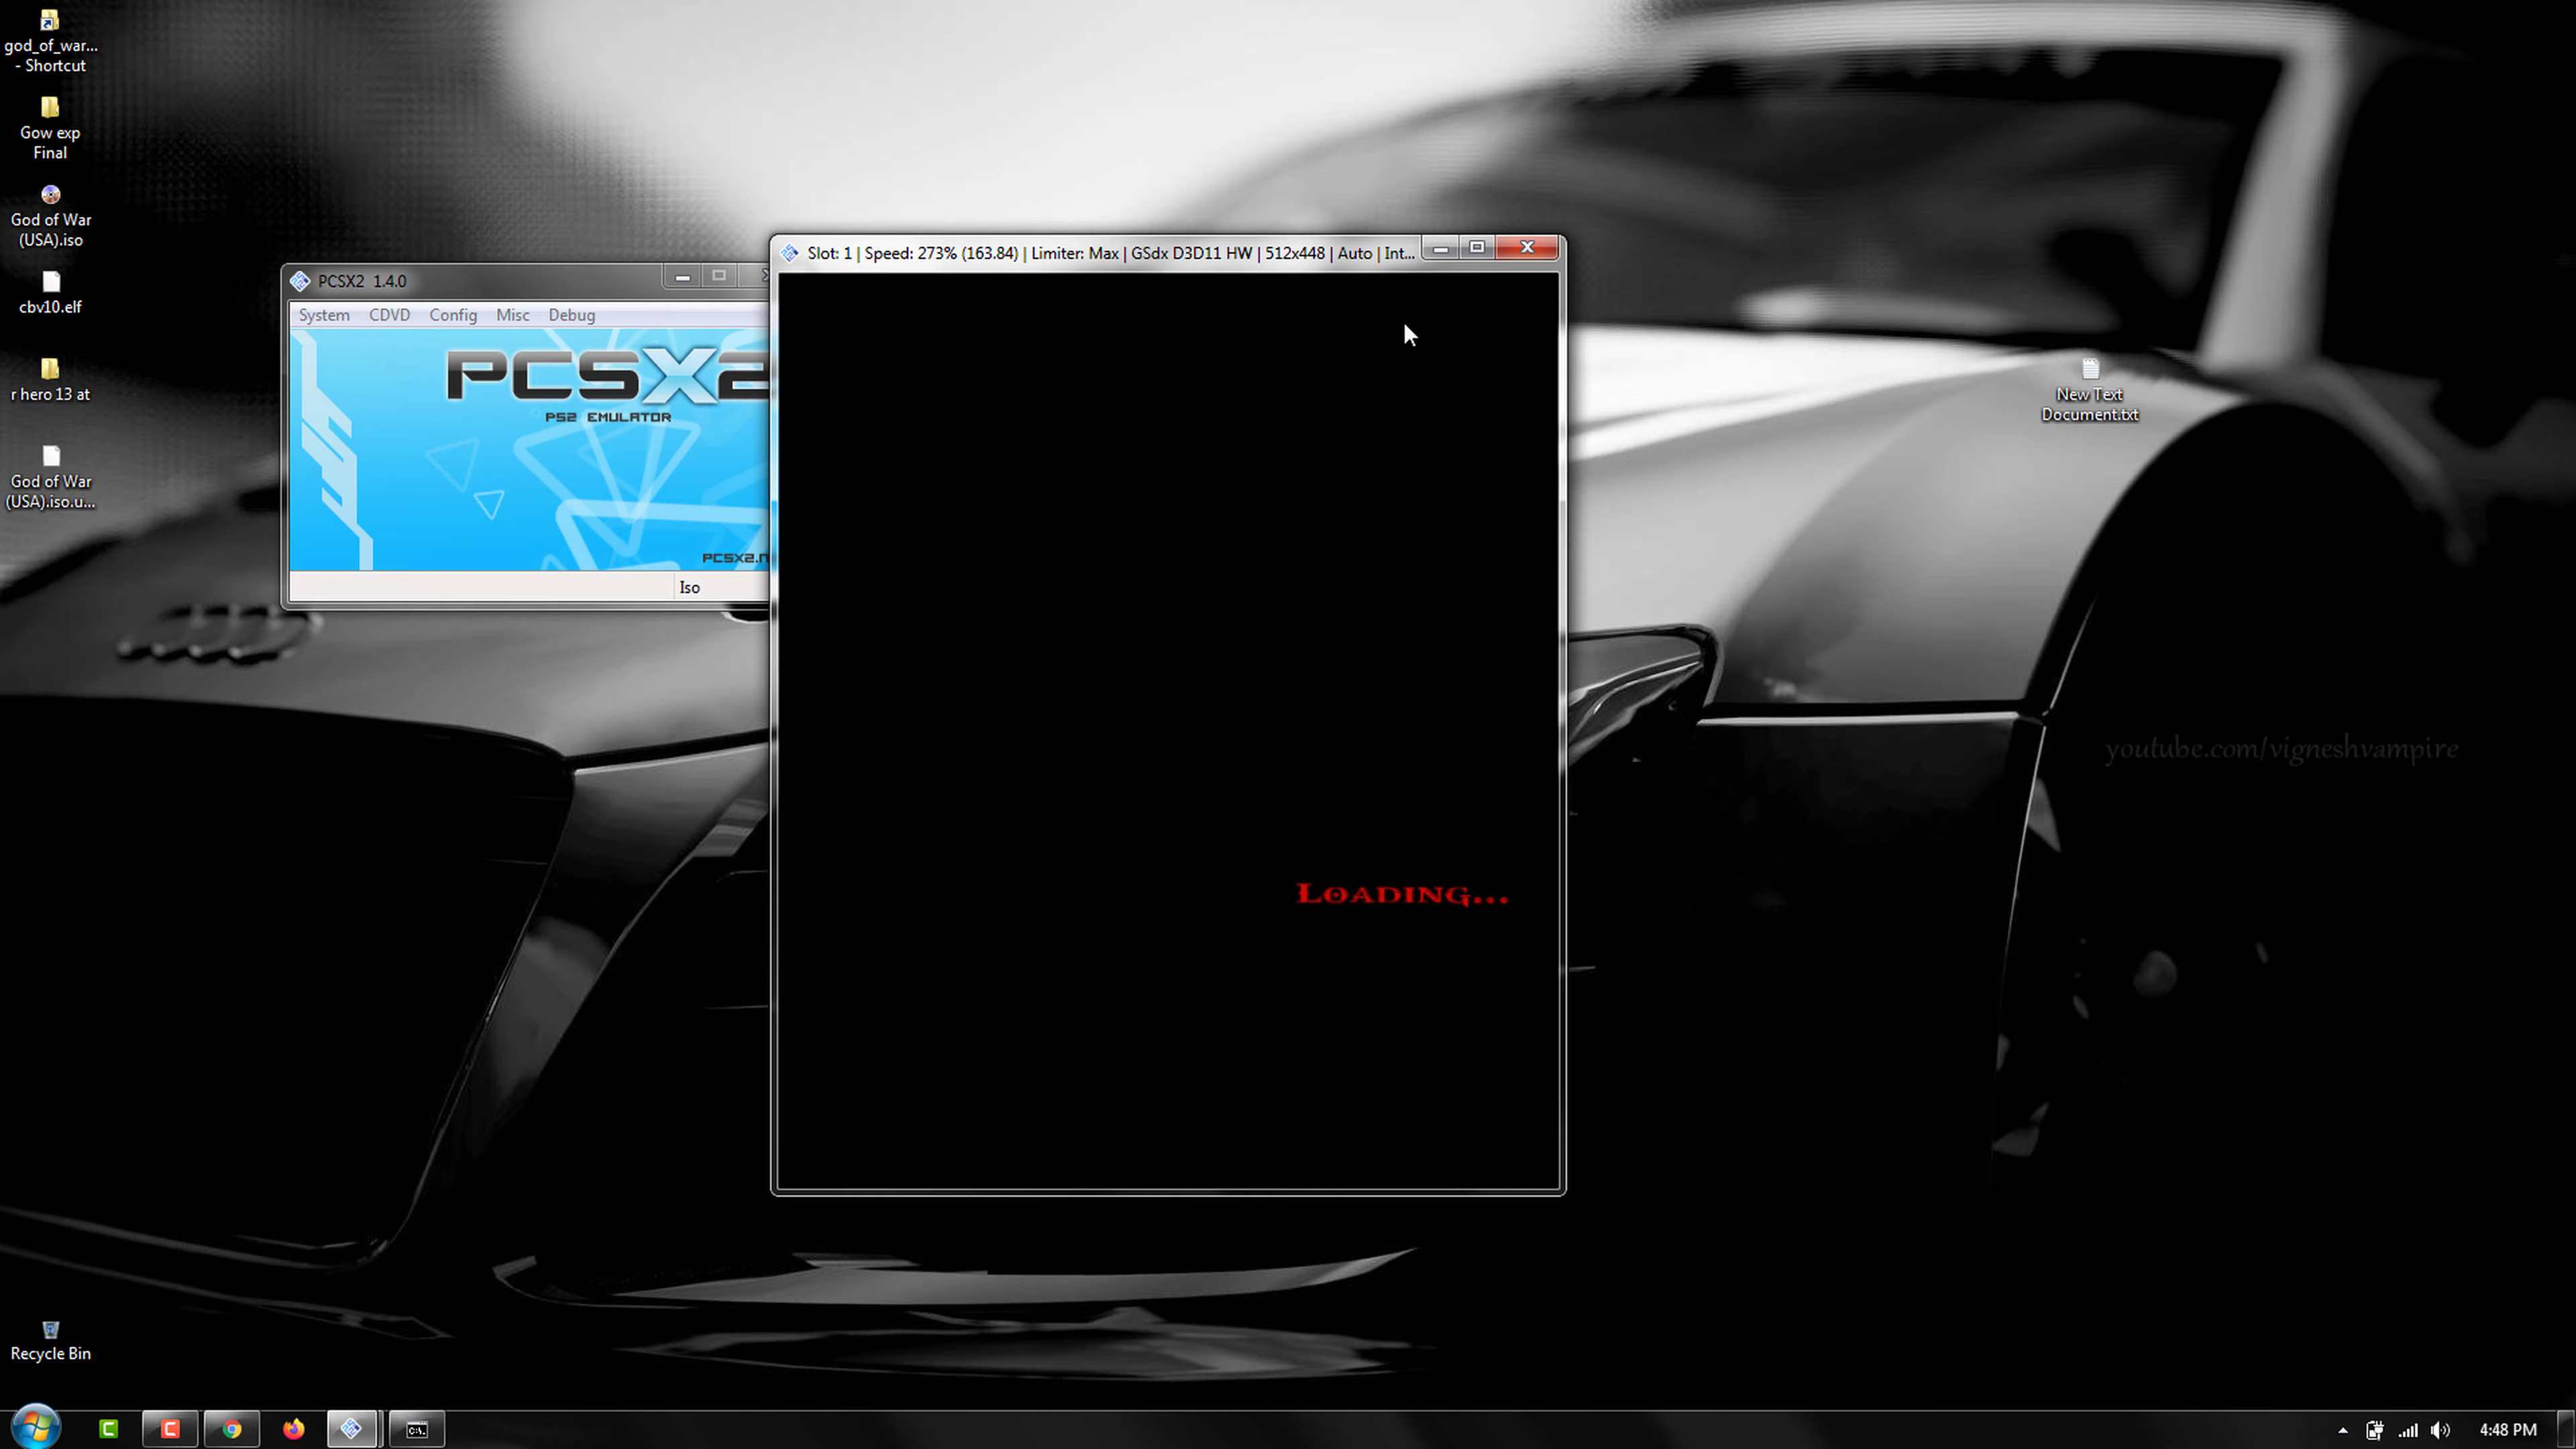 god_of_war...
- Shortcut
Gow exp
Final
God of War
(USA).iso
cbv10.elf
r hero 13 at
God of War
(USA).iso.u...
Recycle Bin
PCSX2 1.4.0
System CDVD Config Misc Debug
PCSX2
PS2 EMULATOR
PCSX2.n
Iso
Slot: 1 | Speed: 273% (163.84) | Limiter: Max | GSdx D3D11 HW | 512x448 | Auto | Int...
LOADING...
New Text
Document.txt
youtube.com/vigneshvampire
C:\.
4:48 PM